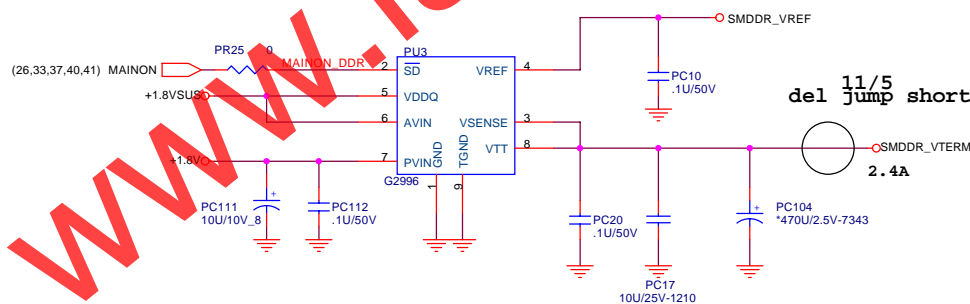 www.
SMDDR_VREF
PR25 0
PU3
(26,33,37,40,41) MAINON
MAINON_DDR
2 SD VREF 4
PC10
.1U/50V
+1.8VSUS
5 VDDQ
11/5
del jump short
6 AVIN VSENSE 3
VTT 8
SMDDR_VTERM
2.4A
+1.8V
7 PVIN
GND
TGND
G2996
1 9
PC111
10U/10V_8
PC112
.1U/50V
PC20
.1U/50V
PC17
10U/25V-1210
PC104
*470U/2.5V-7343